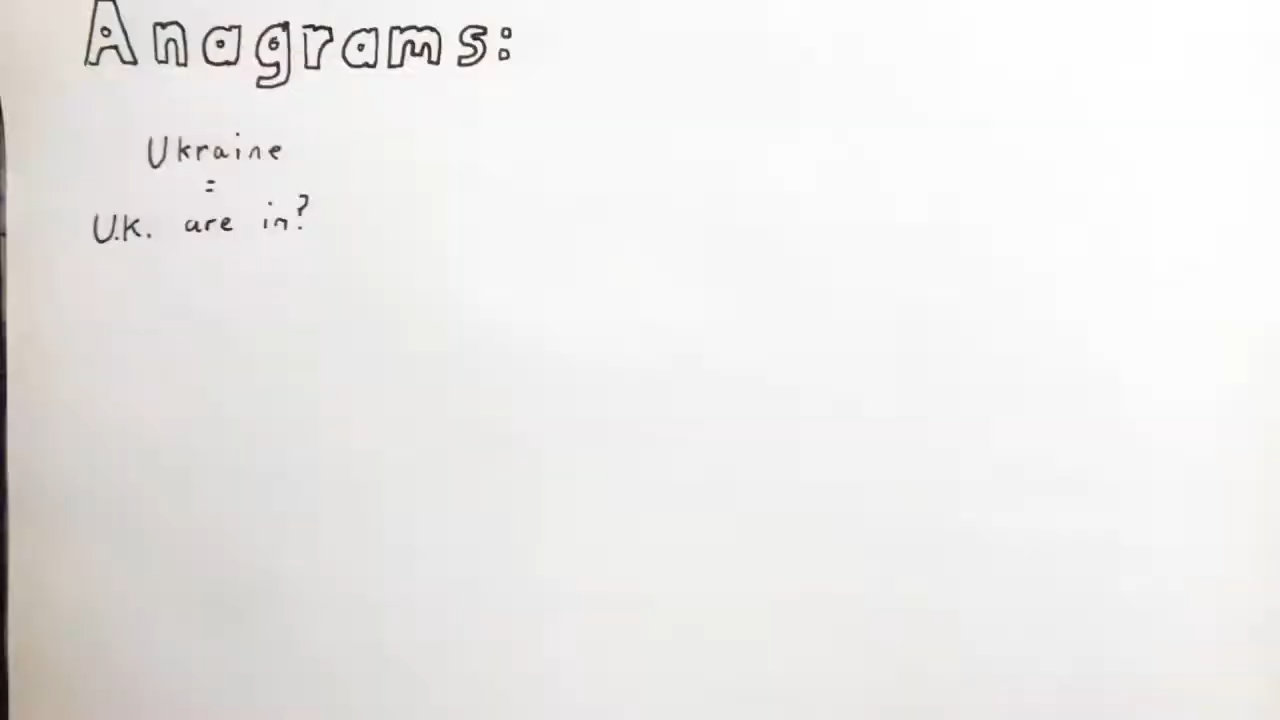 Anagrams:
Ukraine
=
U.K. are in?